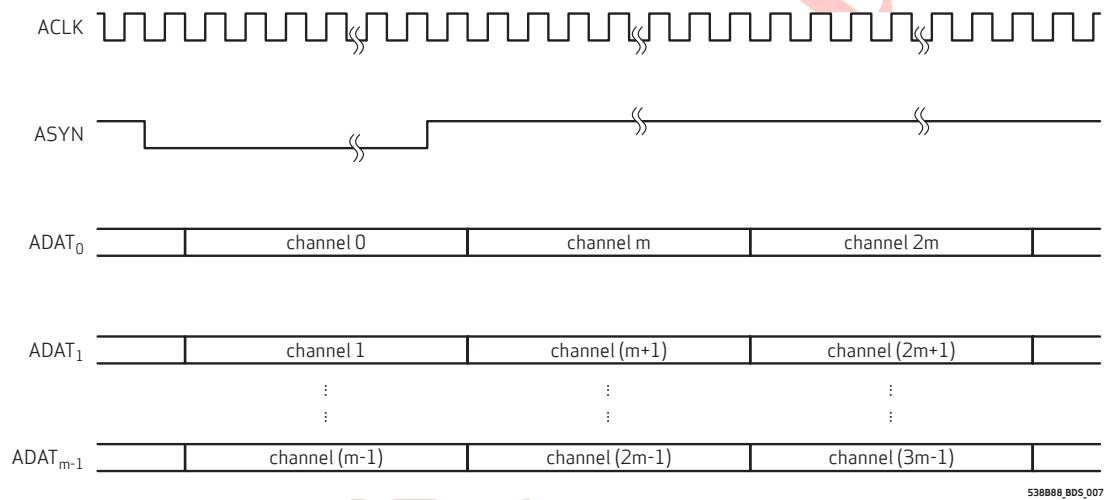 ACLK
ASYN
ADAT₀ channel 0 channel m channel 2m
ADAT₁ channel 1 channel (m+1) channel (2m+1)
⋮ ⋮ ⋮
⋮ ⋮ ⋮
ADATₘ₋₁ channel (m-1) channel (2m-1) channel (3m-1)
538B88_BDS_007